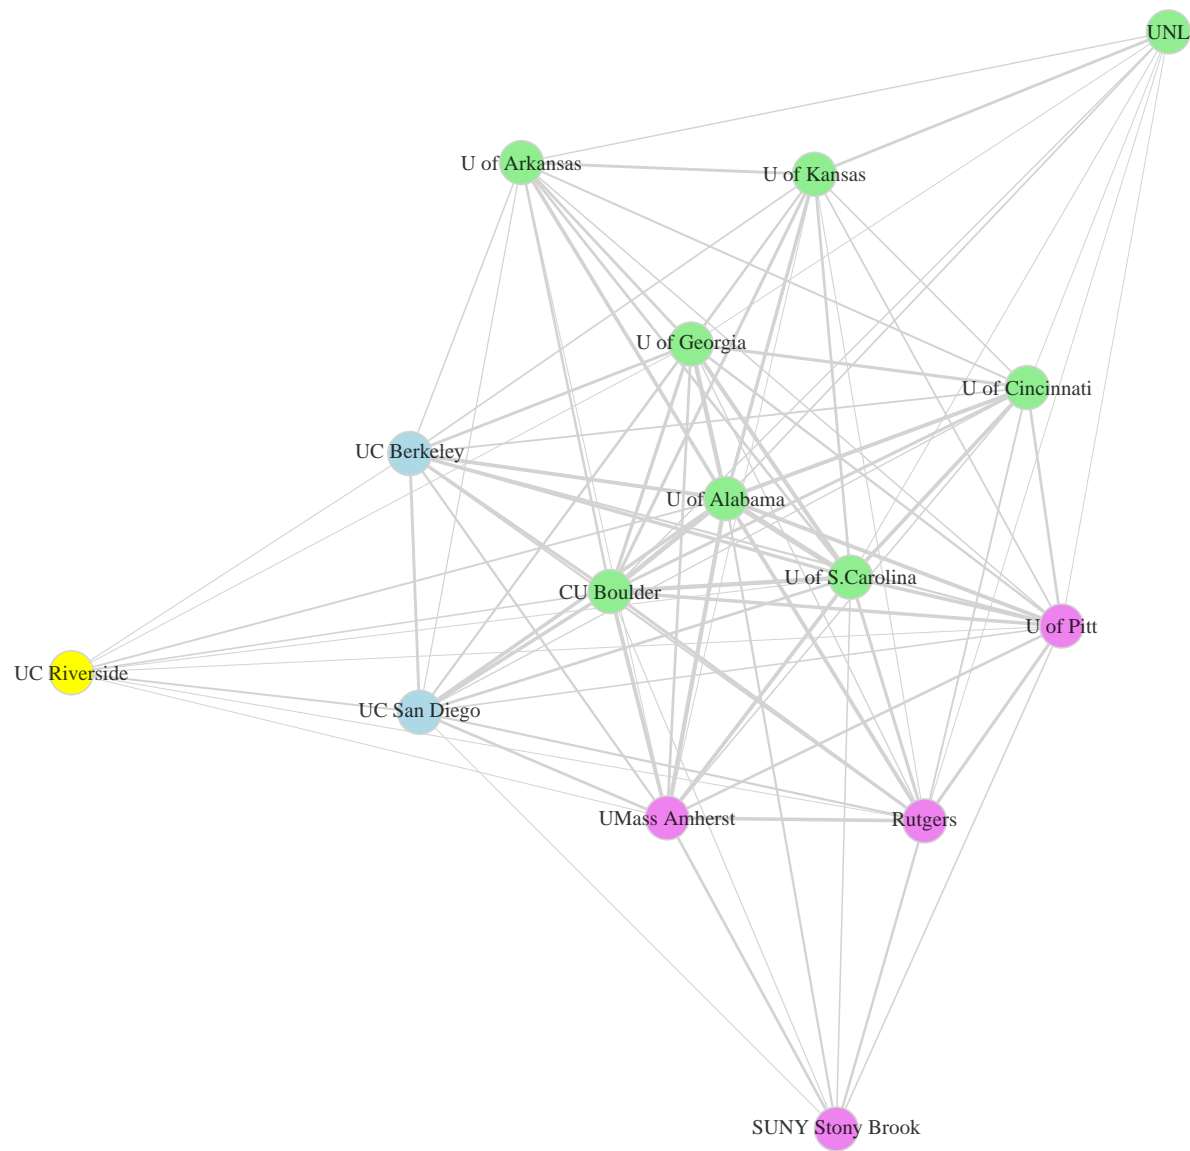 UNL
U of Arkansas
U of Kansas
U of Georgia
U of Cincinnati
UC Berkeley
U of Alabama
U of S.Carolina
CU Boulder
U of Pitt
UC Riverside
UC San Diego
UMass Amherst
Rutgers
SUNY Stony Brook